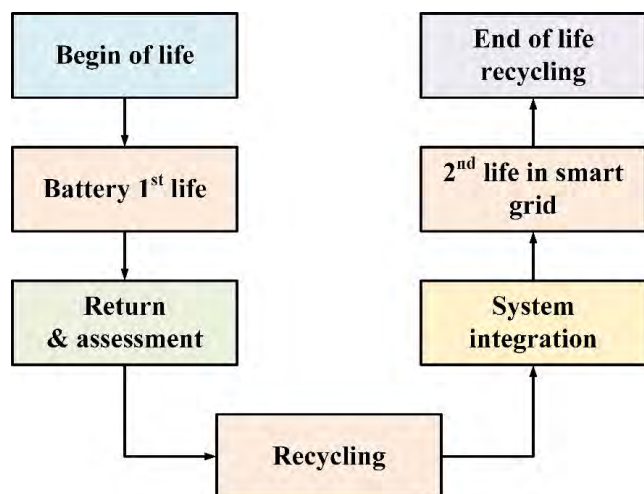 Begin of life
Battery 1st life
Return
& assessment
Recycling
System
integration
2nd life in smart
grid
End of life
recycling